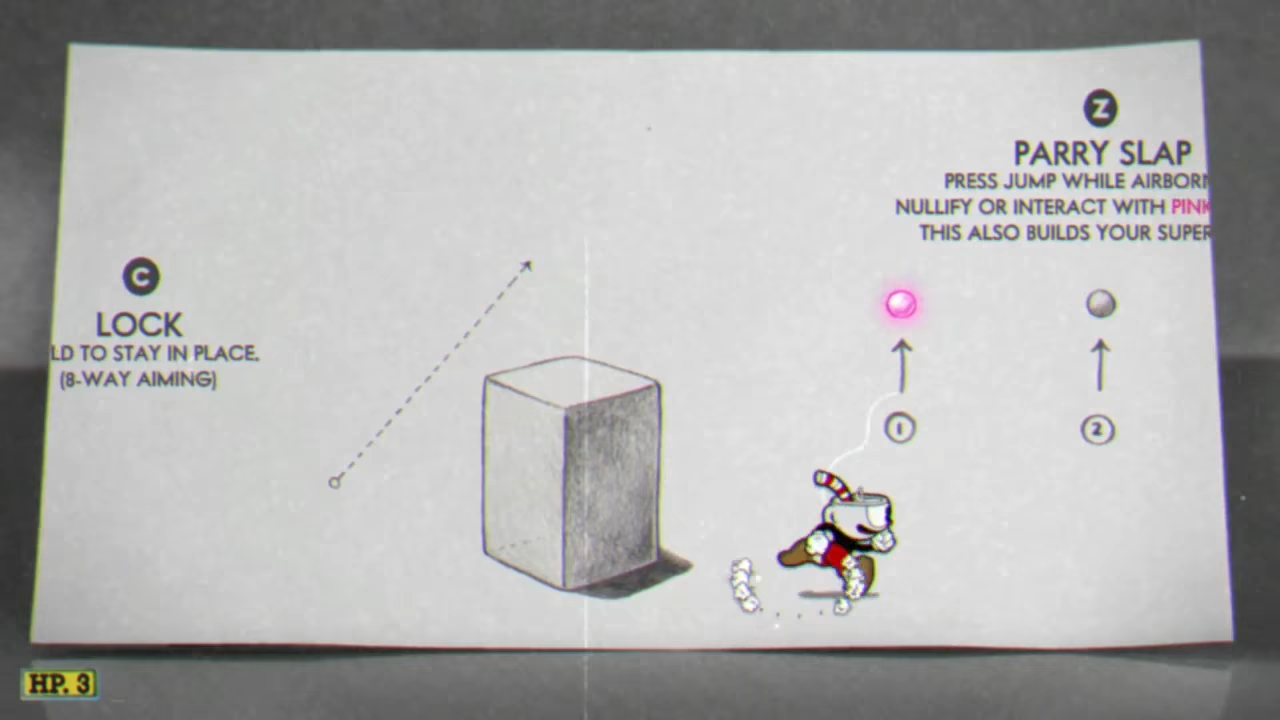 Z
PARRY SLAP
PRESS JUMP WHILE AIRBORN
NULLIFY OR INTERACT WITH PINK
THIS ALSO BUILDS YOUR SUPER
C
LOCK
LD TO STAY IN PLACE.
(8-WAY AIMING)
1 2
HP. 3